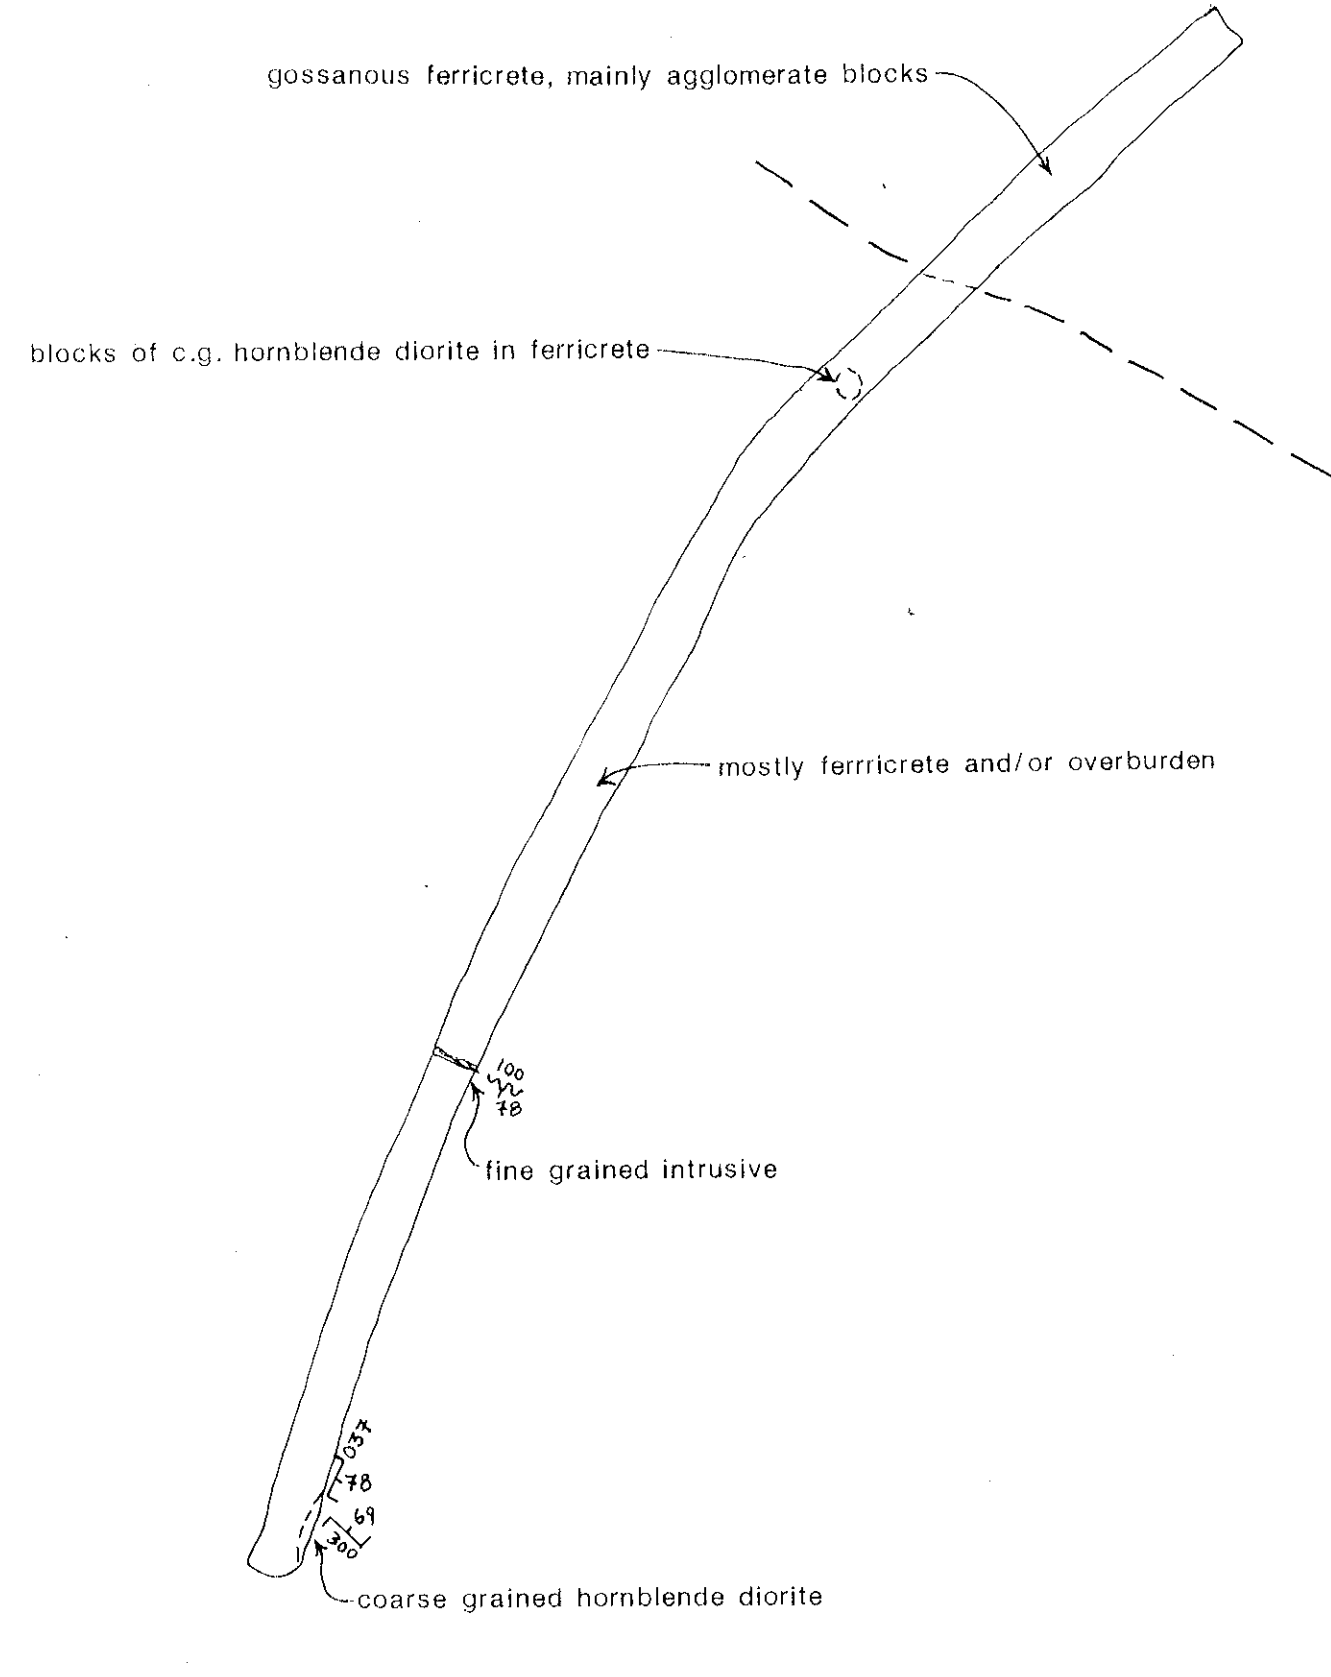 gossanous ferricrete, mainly agglomerate blocks
blocks of c.g. hornblende diorite in ferricrete
mostly ferrricrete and/or overburden
100
78
fine grained intrusive
037
78
69
300
coarse grained hornblende diorite